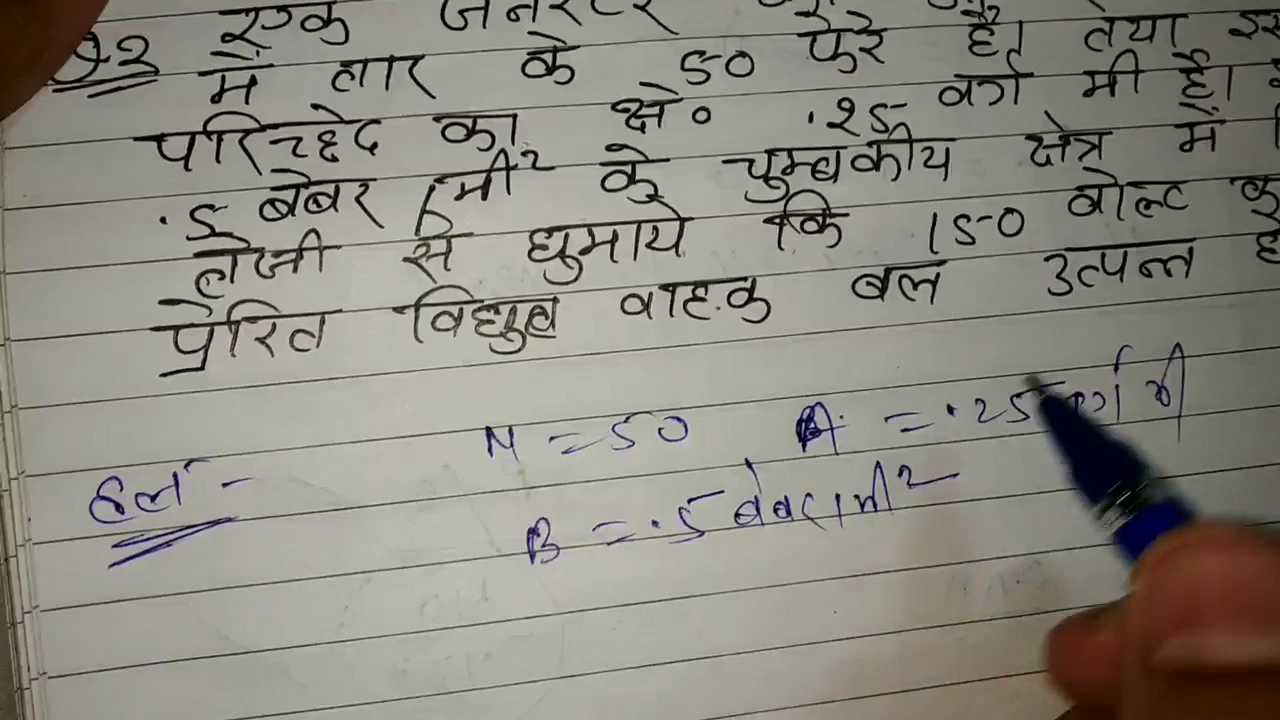 Q2 एक जनरेटर
में तार के 50 फेरे है। तथा
परिच्छेद का क्षे० .25 वर्ग मी है।
.5 बेबर/मी² के चुम्बकीय क्षेत्र में
तेजी से घुमाये कि 150 वोल्ट
प्रेरित विद्युत वाहक बल उत्पन्न
हल - N = 50 A = .25 वर्ग मी
B = .5 बेबर/मी²